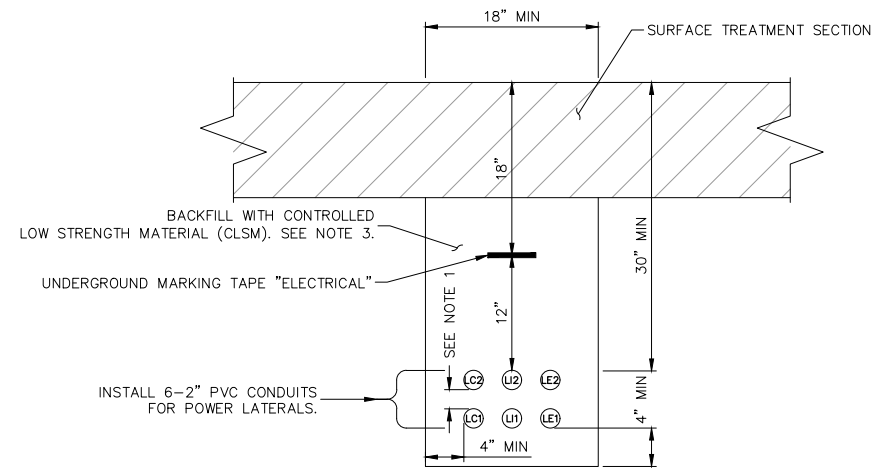 18" MIN
SURFACE TREATMENT SECTION
18"
BACKFILL WITH CONTROLLED
LOW STRENGTH MATERIAL (CLSM). SEE NOTE 3.
30" MIN
UNDERGROUND MARKING TAPE "ELECTRICAL"
SEE NOTE 1
12"
INSTALL 6-2" PVC CONDUITS
FOR POWER LATERALS.
LC2 LI2 LE2
LC1 LI1 LE1
4" MIN
4" MIN